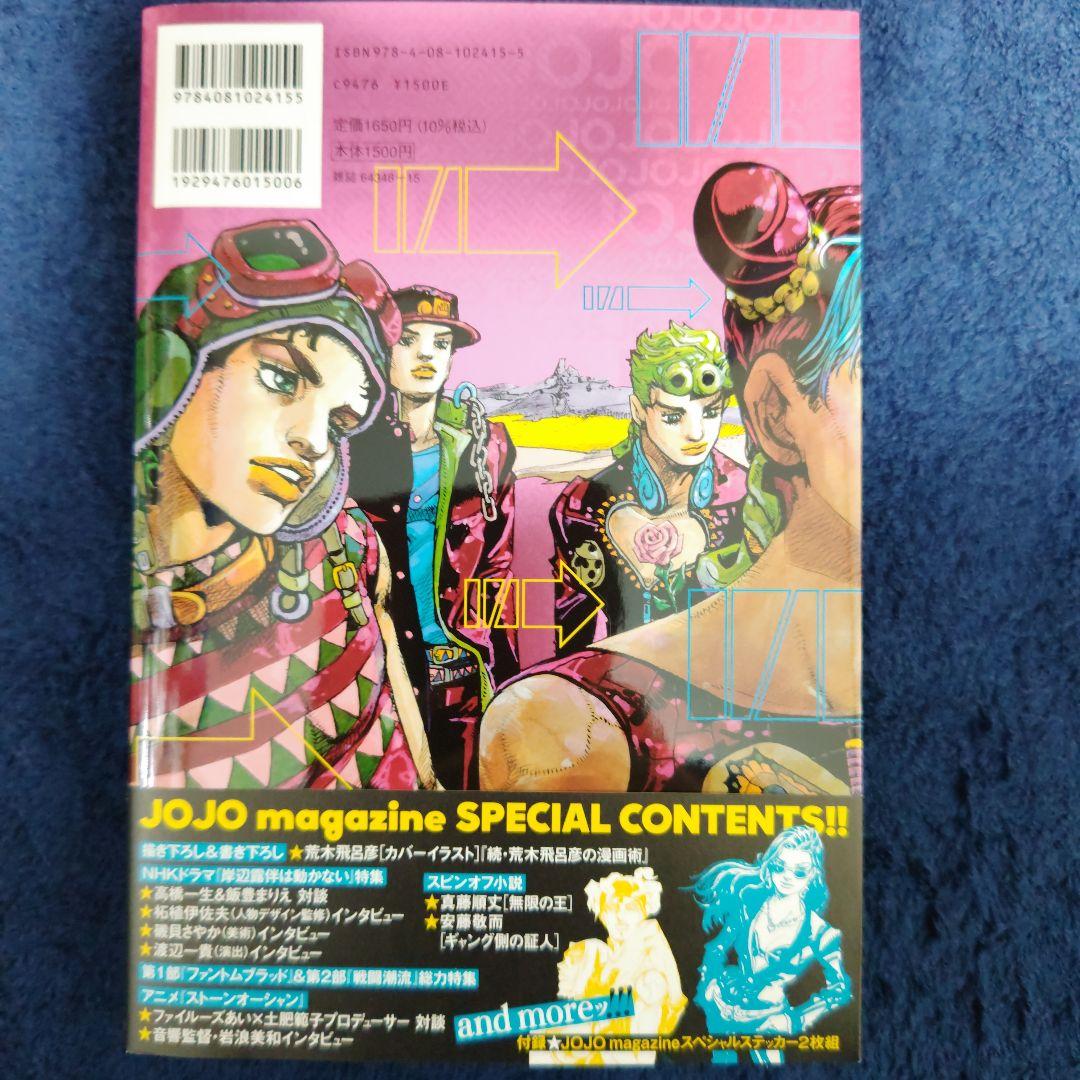 ISBN978-4-08-102415-5
C9476 ¥1500E
9784081024155
定価1650円(10%税込)
本体1500円
雑誌 64348-15
1929476015006
JOJO magazine SPECIAL CONTENTS!!
描き下ろし&書き下ろし ★荒木飛呂彦[カバーイラスト]『続・荒木飛呂彦の漫画術』
NHKドラマ『岸辺露伴は動かない』特集
★高橋一生&飯豊まりえ 対談
★柘植伊佐夫(人物デザイン監修)インタビュー
★磯貝さやか(美術)インタビュー
★渡辺一貴(演出)インタビュー
スピンオフ小説
★真藤順丈[無限の王]
★安藤敬而
[ギャング側の証人]
第1部『ファントムブラッド』&第2部『戦闘潮流』総力特集
アニメ『ストーンオーシャン』
★ファイルーズあい×土肥範子プロデューサー 対談
★音響監督・岩浪美和インタビュー
and moreッ!!!
付録★JOJO magazineスペシャルステッカー2枚組